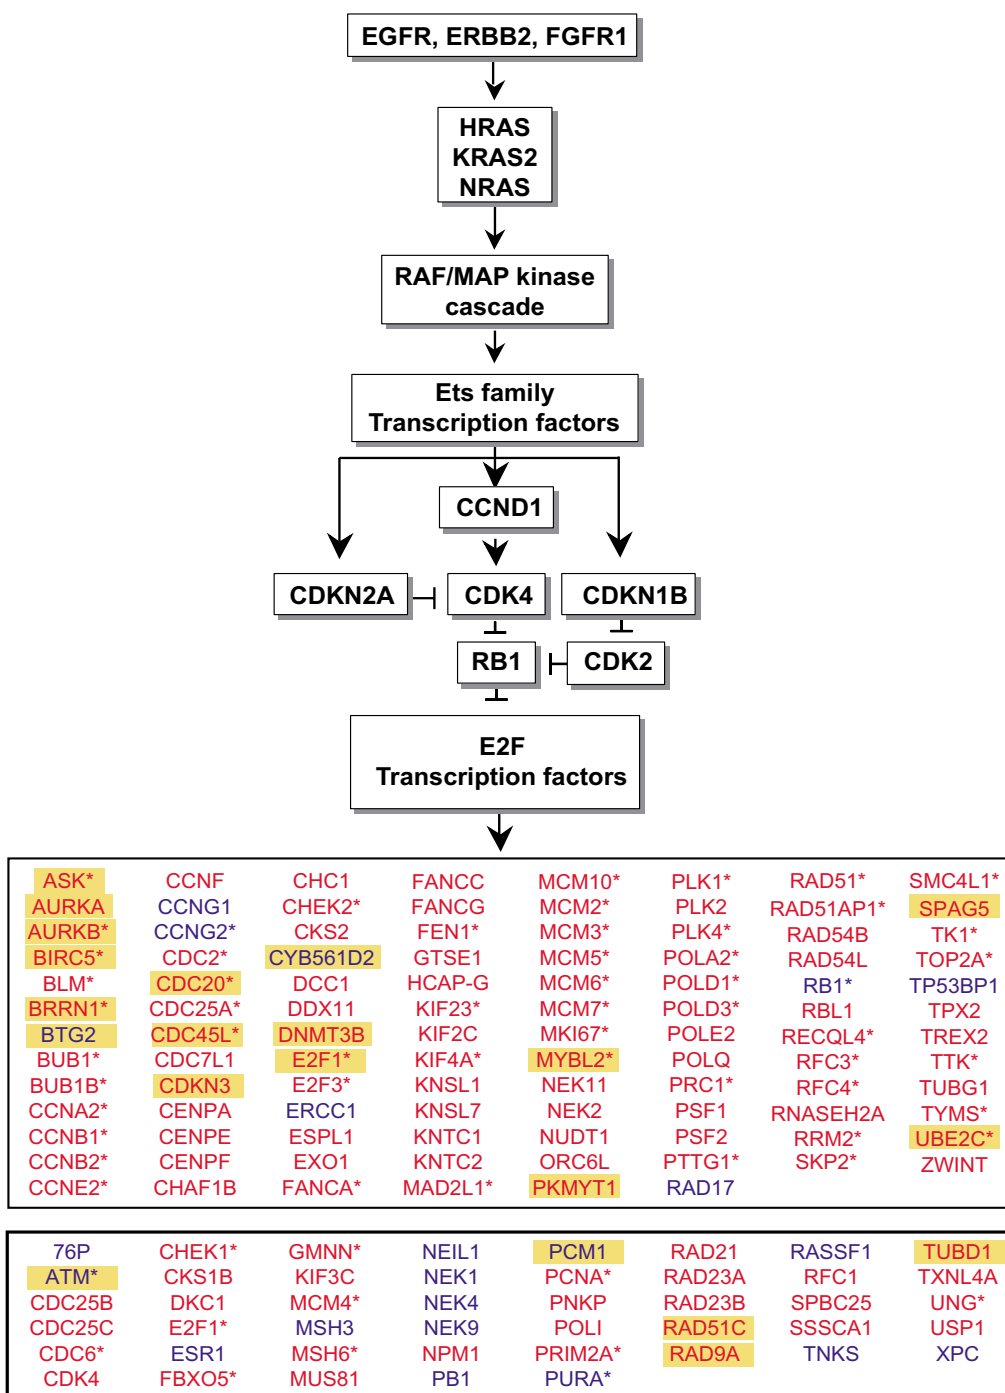 EGFR, ERBB2, FGFR1
HRAS
KRAS2
NRAS
RAF/MAP kinase
cascade
Ets family
Transcription factors
CCND1
CDKN2A CDK4 CDKN1B
RB1 CDK2
E2F
Transcription factors
ASK* CCNF CHC1 FANCC MCM10* PLK1* RAD51* SMC4L1*
AURKA CCNG1 CHEK2* FANCG MCM2* PLK2 RAD51AP1* SPAG5
AURKB* CCNG2* CKS2 FEN1* MCM3* PLK4* RAD54B TK1*
BIRC5* CDC2* CYB561D2 GTSE1 MCM5* POLA2* RAD54L TOP2A*
BLM* CDC20* DCC1 HCAP-G MCM6* POLD1* RB1* TP53BP1
BRRN1* CDC25A* DDX11 KIF23* MCM7* POLD3* RBL1 TPX2
BTG2 CDC45L* DNMT3B KIF2C MKI67* POLE2 RECQL4* TREX2
BUB1* CDC7L1 E2F1* KIF4A* MYBL2* POLQ RFC3* TTK*
BUB1B* CDKN3 E2F3* KNSL1 NEK11 PRC1* RFC4* TUBG1
CCNA2* CENPA ERCC1 KNSL7 NEK2 PSF1 RNASEH2A TYMS*
CCNB1* CENPE ESPL1 KNTC1 NUDT1 PSF2 RRM2* UBE2C*
CCNB2* CENPF EXO1 KNTC2 ORC6L PTTG1* SKP2* ZWINT
CCNE2* CHAF1B FANCA* MAD2L1* PKMYT1 RAD17
76P CHEK1* GMNN* NEIL1 PCM1 RAD21 RASSF1 TUBD1
ATM* CKS1B KIF3C NEK1 PCNA* RAD23A RFC1 TXNL4A
CDC25B DKC1 MCM4* NEK4 PNKP RAD23B SPBC25 UNG*
CDC25C E2F1* MSH3 NEK9 POLI RAD51C SSSCA1 USP1
CDC6* ESR1 MSH6* NPM1 PRIM2A* RAD9A TNKS XPC
CDK4 FBXO5* MUS81 PB1 PURA*